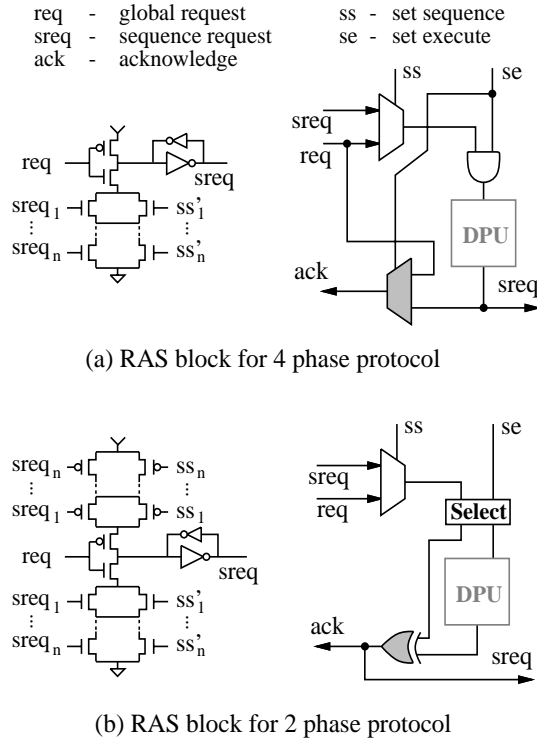 req - global request
sreq - sequence request
ack - acknowledge
ss - set sequence
se - set execute
req
sreq
sreq1
⋮
sreqn
ss'1
⋮
ss'n
ss
se
sreq
req
DPU
ack
sreq
(a) RAS block for 4 phase protocol
sreqn
⋮
sreq1
ssn
⋮
ss1
req
sreq
sreq1
⋮
sreqn
ss'1
⋮
ss'n
ss
se
sreq
req
Select
DPU
ack
sreq
(b) RAS block for 2 phase protocol